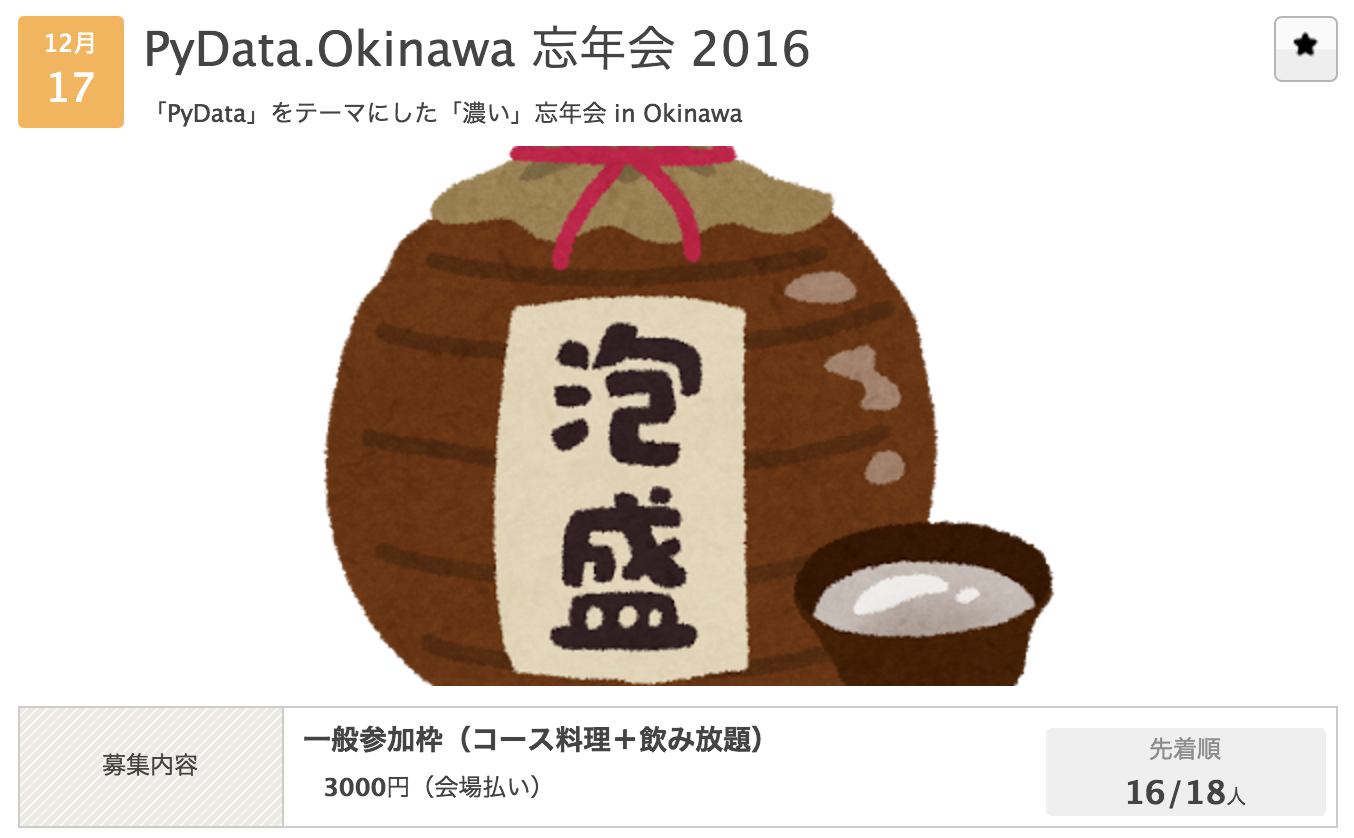 12月
17
PyData.Okinawa 忘年会 2016
「PyData」をテーマにした「濃い」忘年会 in Okinawa
泡
盛
募集内容
一般参加枠（コース料理＋飲み放題）
3000円（会場払い）
先着順
16/18人